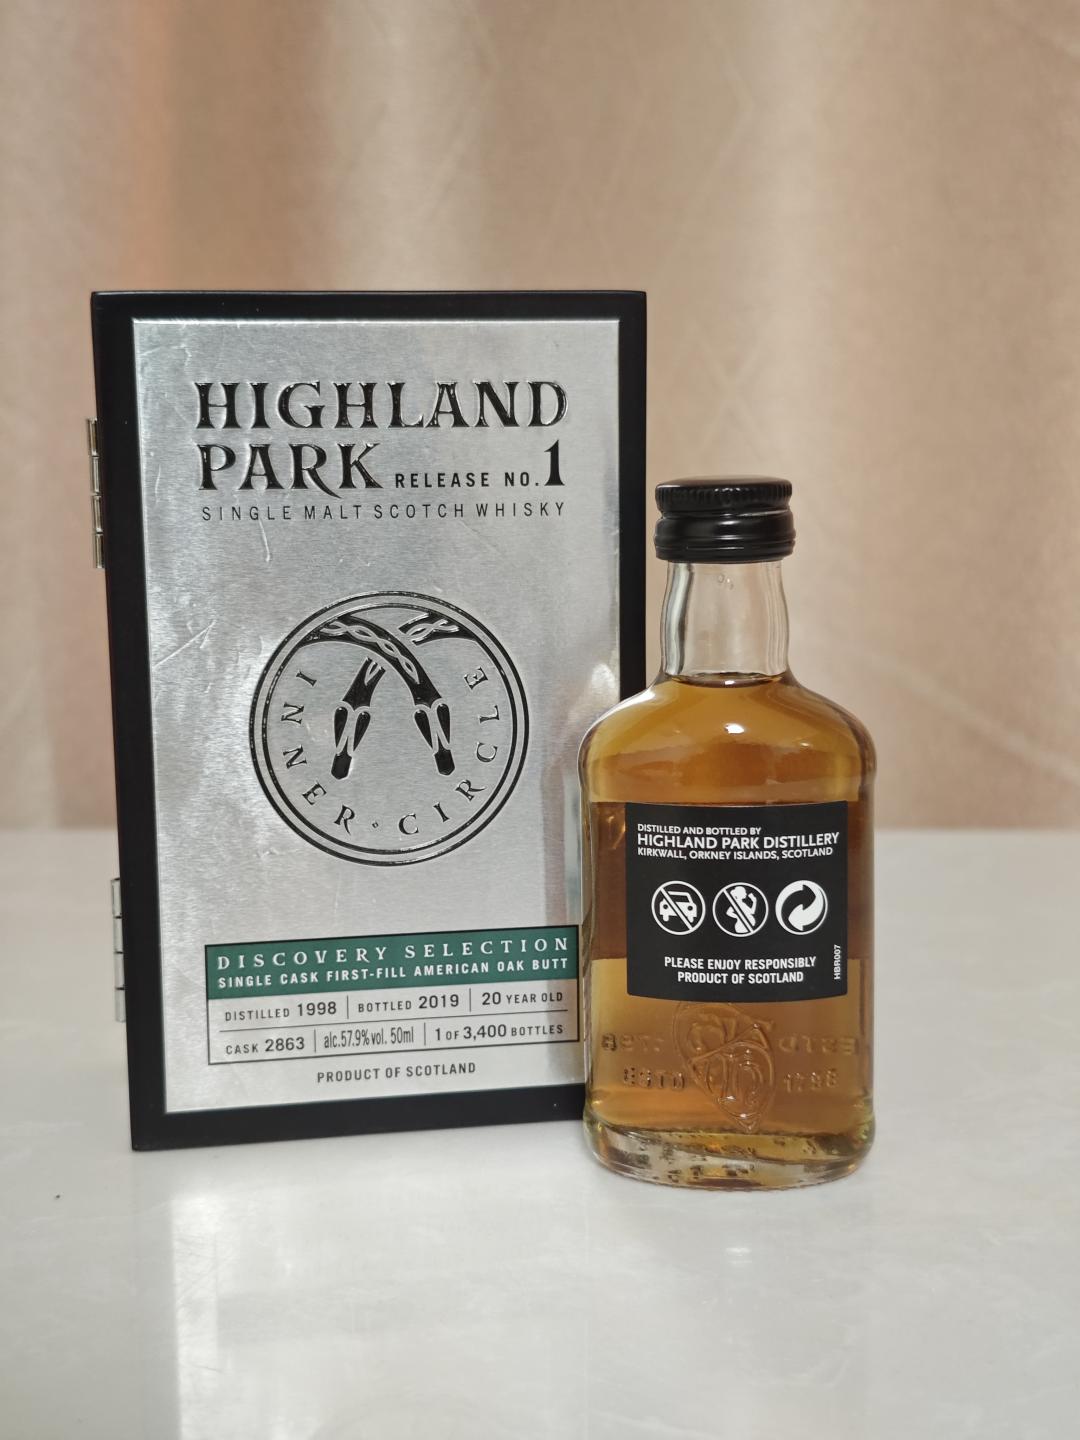 HIGHLAND
PARK RELEASE NO.1
SINGLE MALT SCOTCH WHISKY
INNER CIRCLE
DISCOVERY SELECTION
SINGLE CASK FIRST-FILL AMERICAN OAK BUTT
DISTILLED 1998 BOTTLED 2019 20 YEAR OLD
CASK 2863 alc.57.9%vol. 50ml 1 OF 3,400 BOTTLES
PRODUCT OF SCOTLAND
DISTILLED AND BOTTLED BY
HIGHLAND PARK DISTILLERY
KIRKWALL, ORKNEY ISLANDS, SCOTLAND
PLEASE ENJOY RESPONSIBLY
PRODUCT OF SCOTLAND
HBR007
ESTD 1798